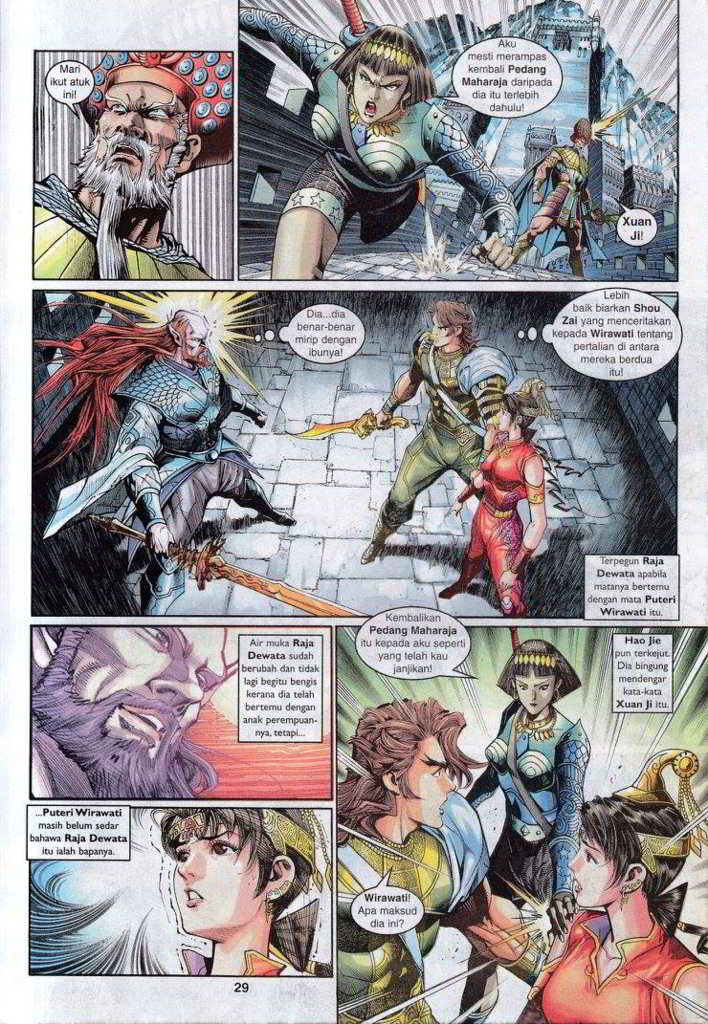 Mari
ikut atuk
ini!
Aku
mesti merampas
kembali Pedang
Maharaja daripada
dia itu terlebih
dahulu!
Xuan
Ji!
Dia...dia
benar-benar
mirip dengan
ibunya!
Lebih
baik biarkan Shou
Zai yang menceritakan
kepada Wirawati tentang
pertalian di antara
mereka berdua
itu!
Terpegun Raja
Dewata apabila
matanya bertemu
dengan mata Puteri
Wirawati itu.
Air muka Raja
Dewata sudah
berubah dan tidak
lagi begitu bengis
kerana dia telah
bertemu dengan
anak perempuan-
nya, tetapi...
...Puteri Wirawati
masih belum sedar
bahawa Raja Dewata
itu ialah bapanya.
Kembalikan
Pedang Maharaja
itu kepada aku seperti
yang telah kau
janjikan!
Hao Jie
pun terkejut.
Dia bingung
mendengar
kata-kata
Xuan Ji itu.
Wirawati!
Apa maksud
dia ini?
29